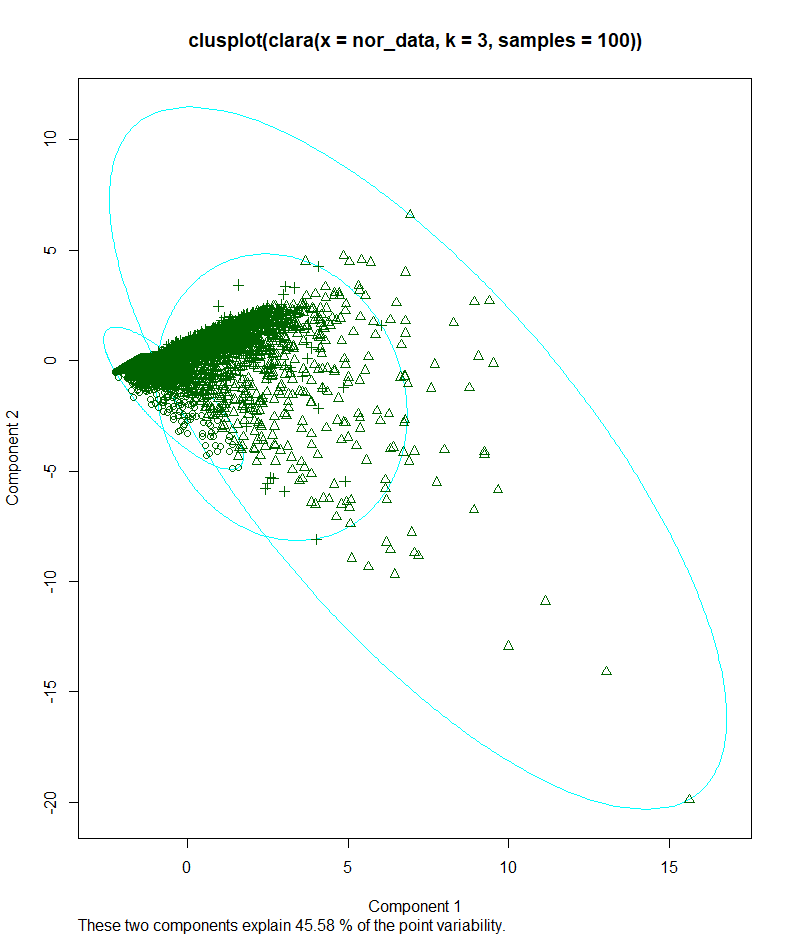 clusplot(clara(x = nor_data, k = 3, samples = 100))
10
5
0
-5
-10
-15
-20
Component 2
0 5 10 15
Component 1
These two components explain 45.58 % of the point variability.